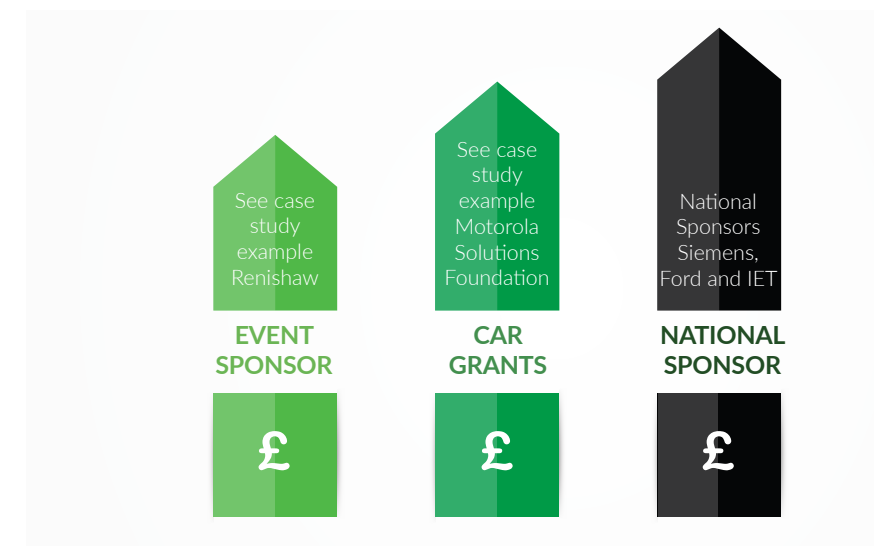 See case
study
example
Renishaw
See case
study
example
Motorola
Solutions
Foundation
National
Sponsors
Siemens,
Ford and IET
EVENT
SPONSOR
CAR
GRANTS
NATIONAL
SPONSOR
£
£
£